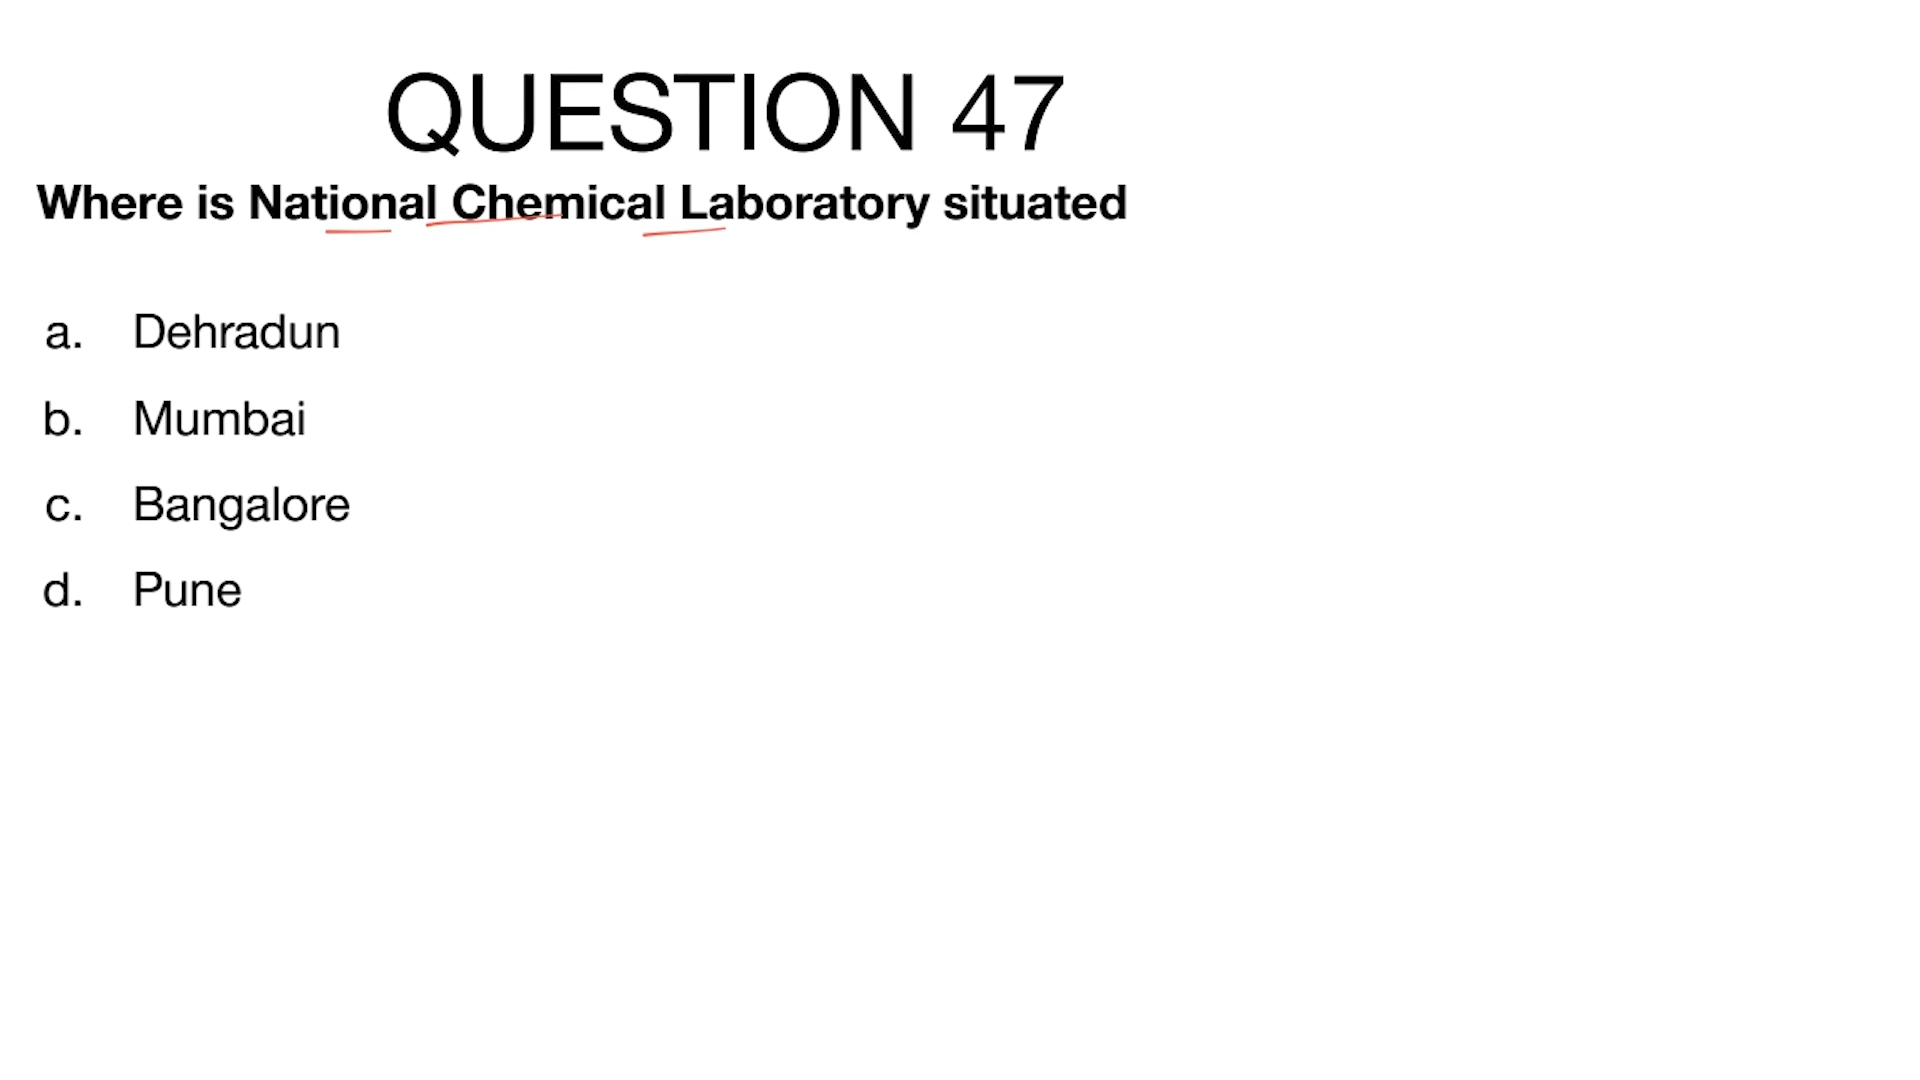 QUESTION 47
Where is National Chemical Laboratory situated
a. Dehradun
b. Mumbai
c. Bangalore
d. Pune